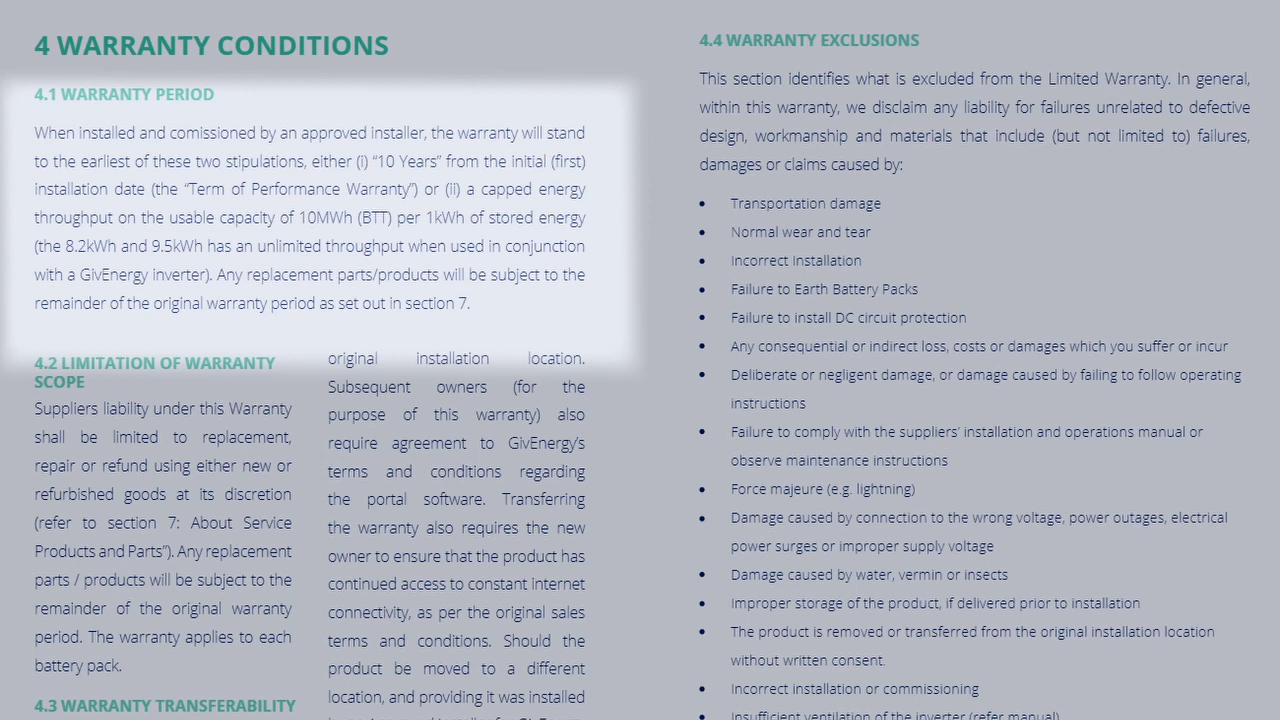 4 WARRANTY CONDITIONS
4.1 WARRANTY PERIOD
When installed and comissioned by an approved installer, the warranty will stand
to the earliest of these two stipulations, either (i) “10 Years” from the initial (first)
installation date (the “Term of Performance Warranty”) or (ii) a capped energy
throughput on the usable capacity of 10MWh (BTT) per 1kWh of stored energy
(the 8.2kWh and 9.5kWh has an unlimited throughput when used in conjunction
with a GivEnergy inverter). Any replacement parts/products will be subject to the
remainder of the original warranty period as set out in section 7.
4.2 LIMITATION OF WARRANTY
SCOPE
Suppliers liability under this Warranty
shall be limited to replacement,
repair or refund using either new or
refurbished goods at its discretion
(refer to section 7: About Service
Products and Parts”). Any replacement
parts / products will be subject to the
remainder of the original warranty
period. The warranty applies to each
battery pack.
4.3 WARRANTY TRANSFERABILITY
original installation location.
Subsequent owners (for the
purpose of this warranty) also
require agreement to GivEnergy’s
terms and conditions regarding
the portal software. Transferring
the warranty also requires the new
owner to ensure that the product has
continued access to constant internet
connectivity, as per the original sales
terms and conditions. Should the
product be moved to a different
location, and providing it was installed
4.4 WARRANTY EXCLUSIONS
This section identifies what is excluded from the Limited Warranty. In general,
within this warranty, we disclaim any liability for failures unrelated to defective
design, workmanship and materials that include (but not limited to) failures,
damages or claims caused by:
• Transportation damage
• Normal wear and tear
• Incorrect Installation
• Failure to Earth Battery Packs
• Failure to install DC circuit protection
• Any consequential or indirect loss, costs or damages which you suffer or incur
• Deliberate or negligent damage, or damage caused by failing to follow operating
instructions
• Failure to comply with the suppliers’ installation and operations manual or
observe maintenance instructions
• Force majeure (e.g. lightning)
• Damage caused by connection to the wrong voltage, power outages, electrical
power surges or improper supply voltage
• Damage caused by water, vermin or insects
• Improper storage of the product, if delivered prior to installation
• The product is removed or transferred from the original installation location
without written consent.
• Incorrect installation or commissioning
• Insufficient ventilation of the inverter (refer manual)